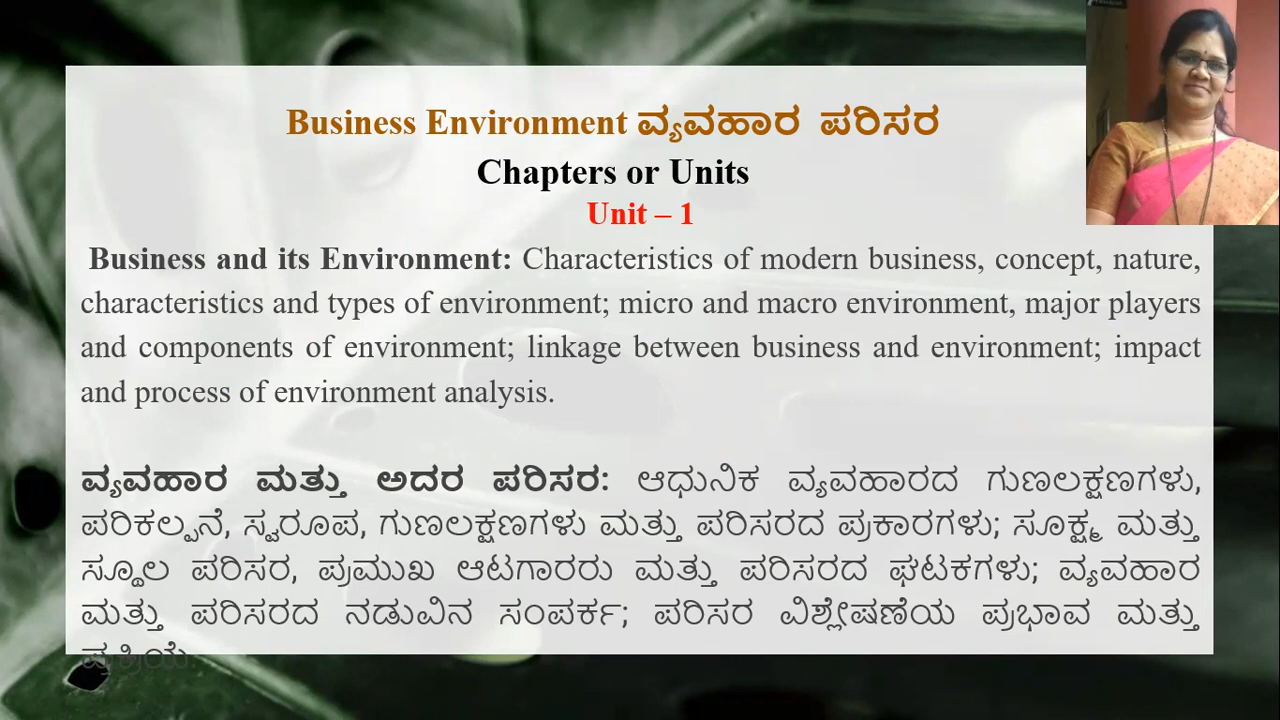 Business Environment ವ್ಯವಹಾರ ಪರಿಸರ
Chapters or Units
Unit – 1
Business and its Environment: Characteristics of modern business, concept, nature,
characteristics and types of environment; micro and macro environment, major players
and components of environment; linkage between business and environment; impact
and process of environment analysis.
ವ್ಯವಹಾರ ಮತ್ತು ಅದರ ಪರಿಸರ: ಆಧುನಿಕ ವ್ಯವಹಾರದ ಗುಣಲಕ್ಷಣಗಳು,
ಪರಿಕಲ್ಪನೆ, ಸ್ವರೂಪ, ಗುಣಲಕ್ಷಣಗಳು ಮತ್ತು ಪರಿಸರದ ಪ್ರಕಾರಗಳು; ಸೂಕ್ಷ್ಮ ಮತ್ತು
ಸ್ಥೂಲ ಪರಿಸರ, ಪ್ರಮುಖ ಆಟಗಾರರು ಮತ್ತು ಪರಿಸರದ ಘಟಕಗಳು; ವ್ಯವಹಾರ
ಮತ್ತು ಪರಿಸರದ ನಡುವಿನ ಸಂಪರ್ಕ; ಪರಿಸರ ವಿಶ್ಲೇಷಣೆಯ ಪ್ರಭಾವ ಮತ್ತು
ಪ್ರಕ್ರಿಯೆ.